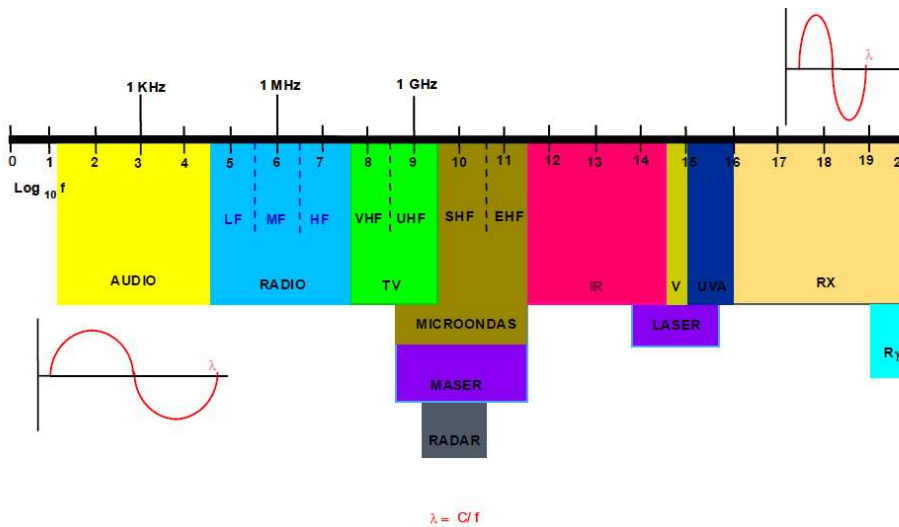 λ
1 KHz 1 MHz 1 GHz
0 1 2 3 4 5 6 7 8 9 10 11 12 13 14 15 16 17 18 19 2
Log 10 f
LF MF HF VHF UHF SHF EHF
AUDIO RADIO TV IR V UVA RX
MICROONDAS LASER
λ
MASER
Rγ
RADAR
λ = C/ f